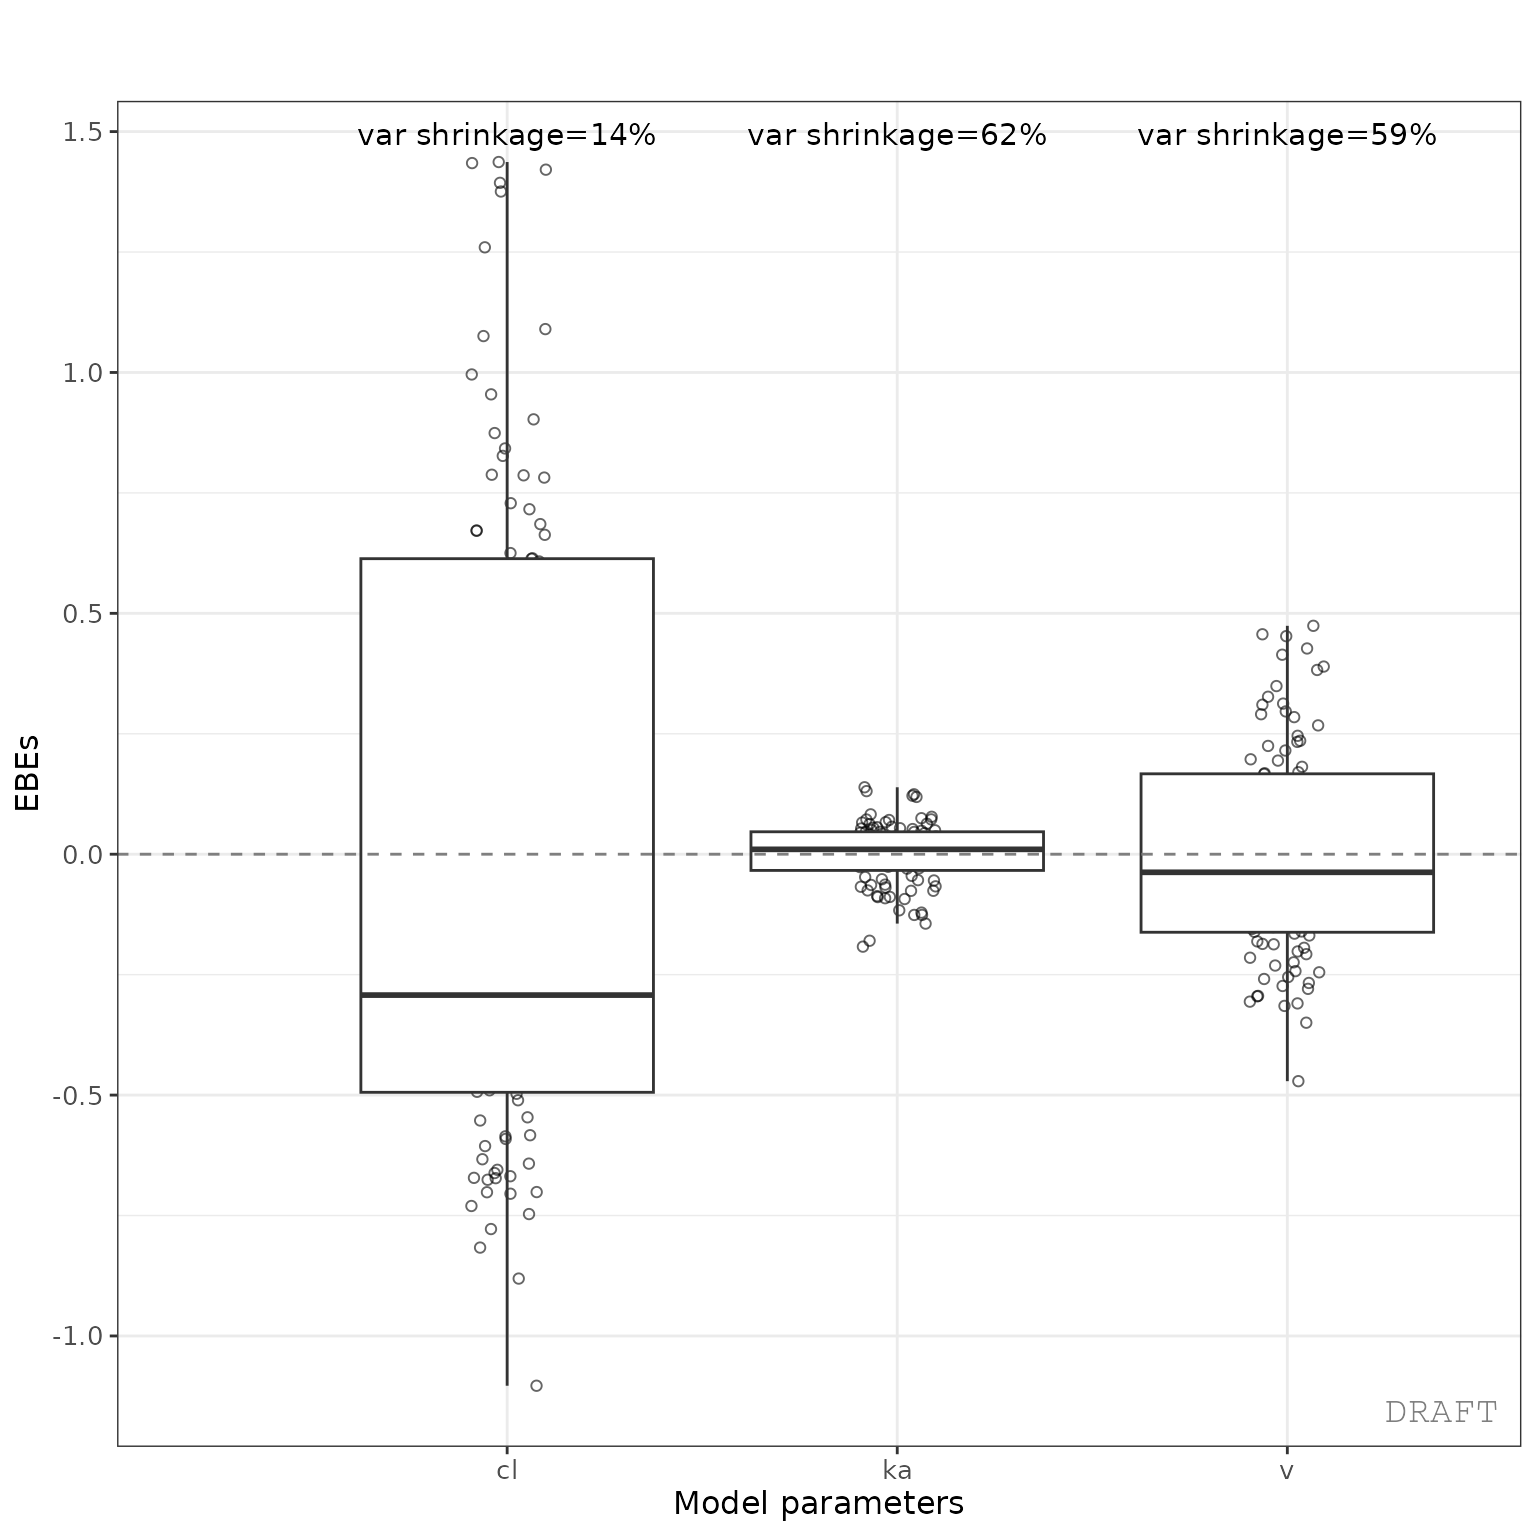 var shrinkage=14% var shrinkage=62% var shrinkage=59%
1.5
1.0
0.5
0.0
-0.5
-1.0
EBEs
DRAFT
cl ka v
Model parameters